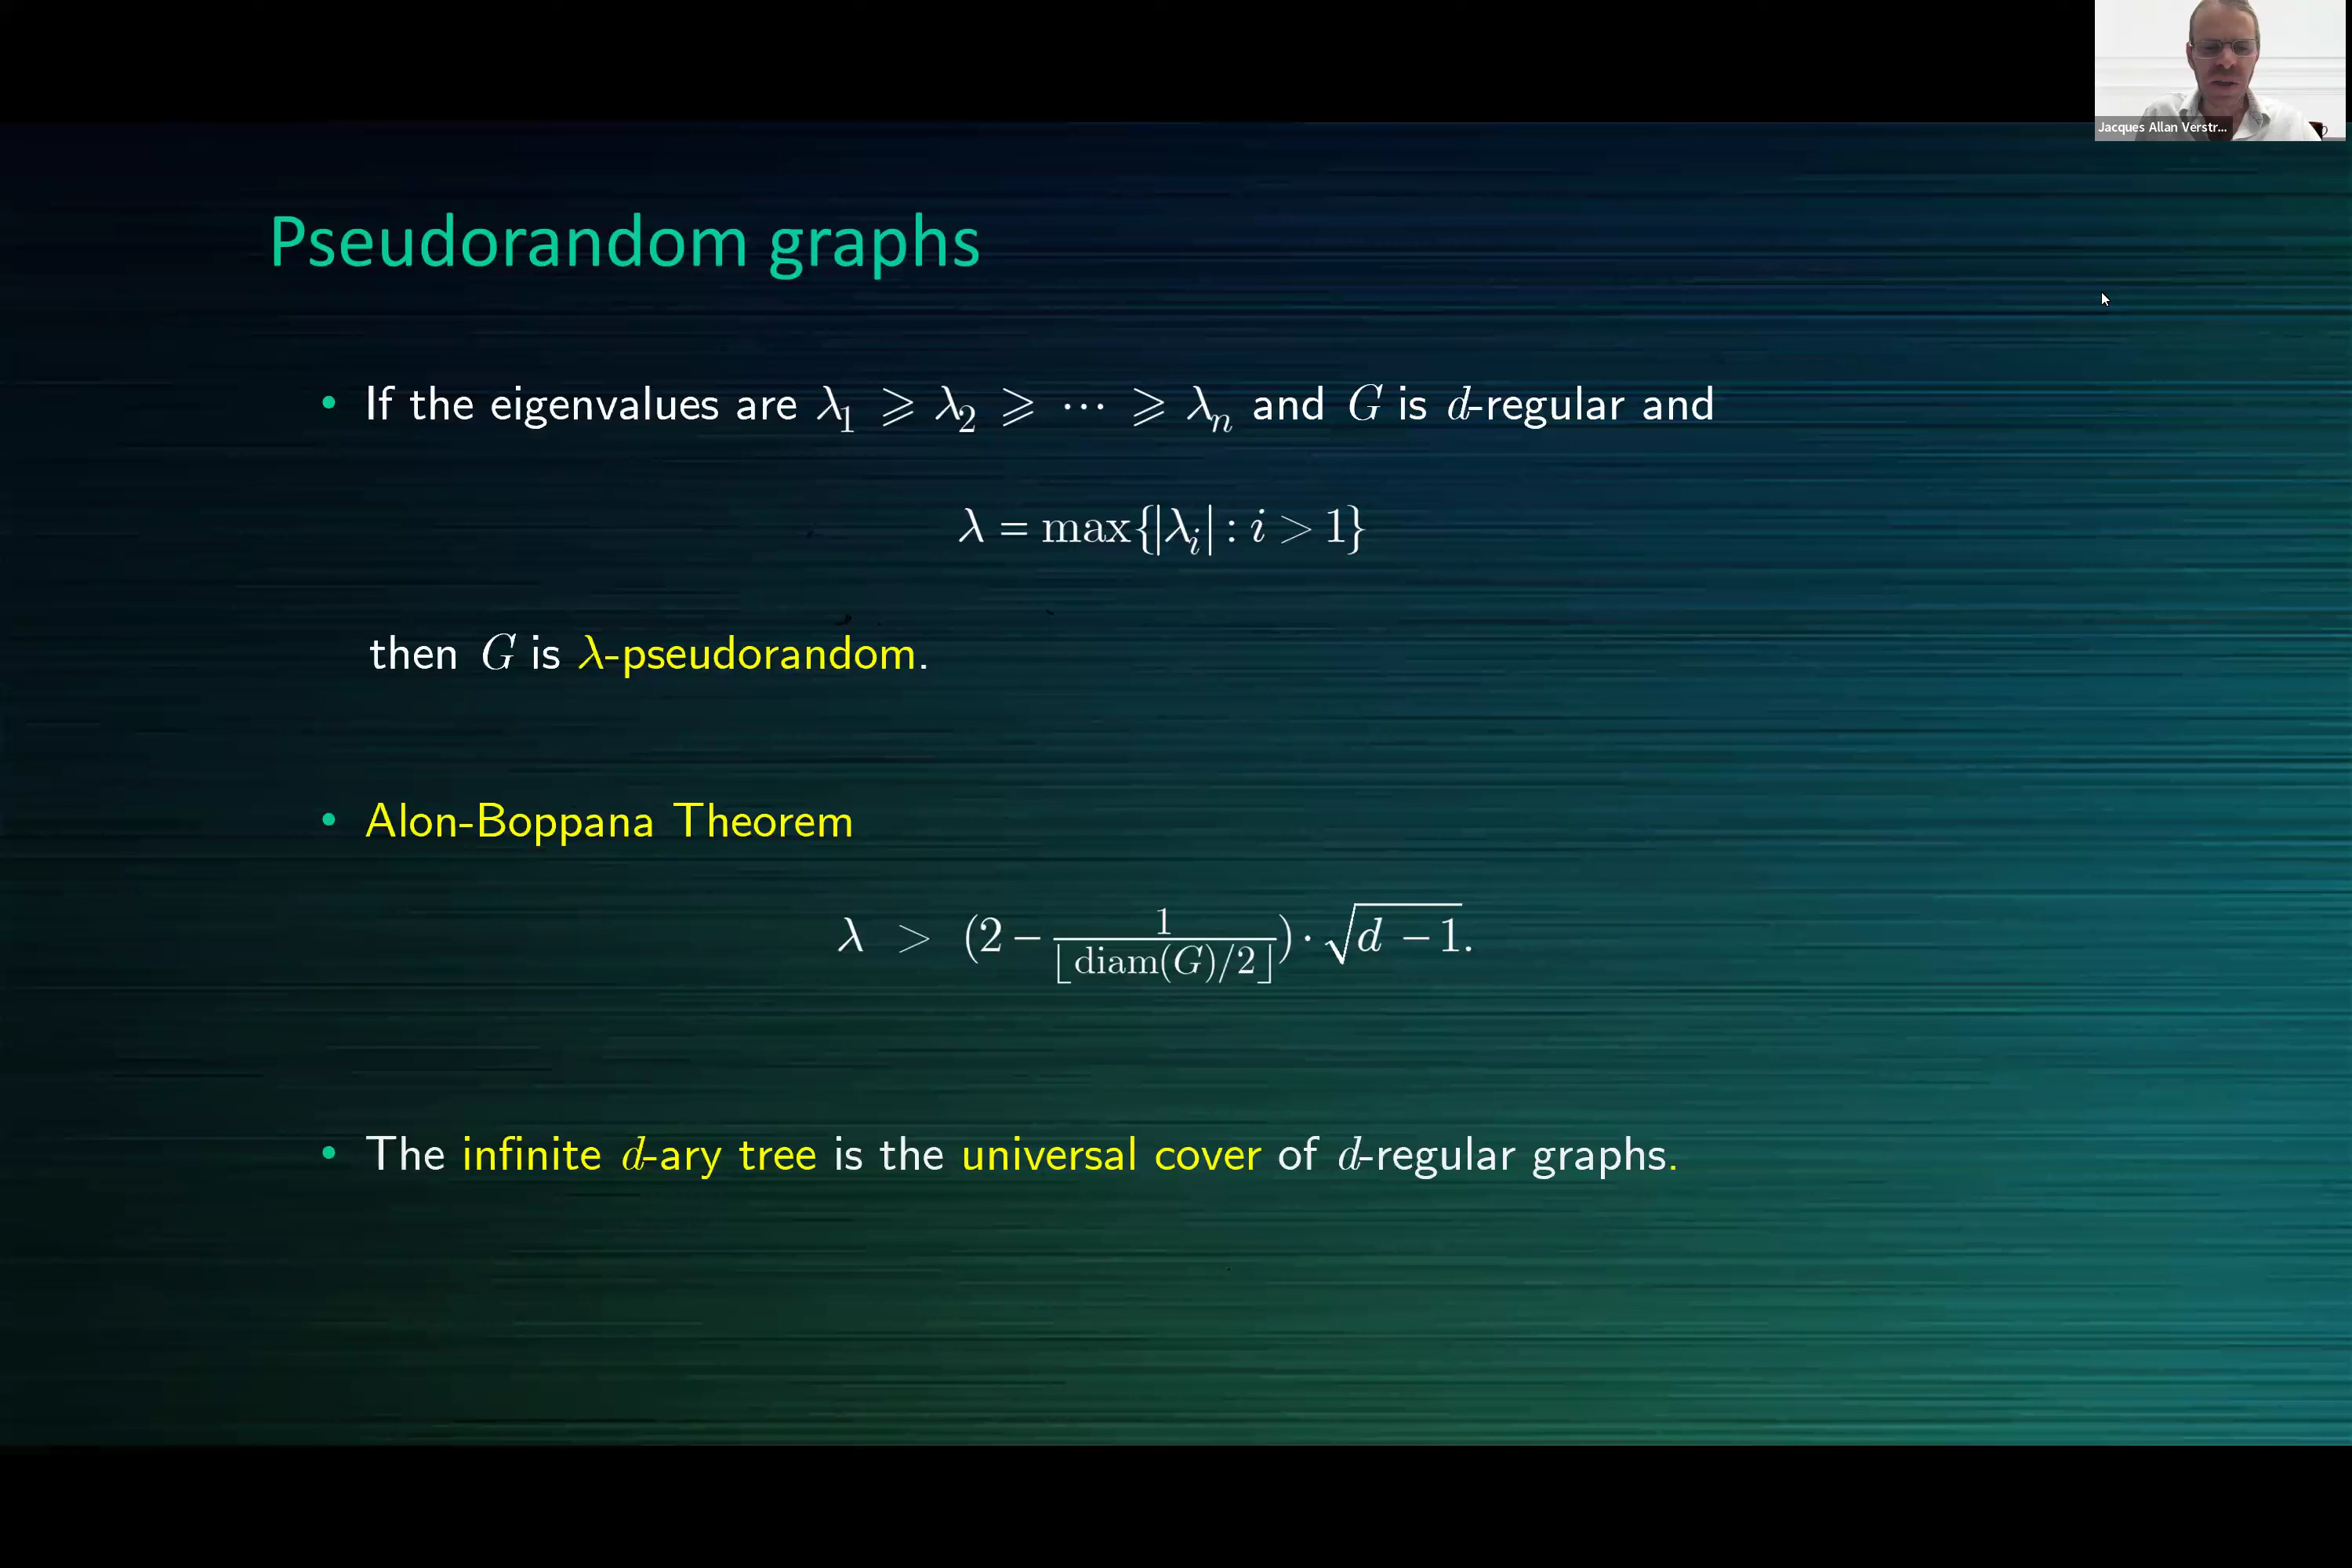 Jacques Allan Verstr...
Pseudorandom graphs
• If the eigenvalues are λ₁ ⩾ λ₂ ⩾ ⋯ ⩾ λₙ and G is d-regular and
λ = max{|λᵢ| : i > 1}
then G is λ-pseudorandom.
• Alon-Boppana Theorem
λ > (2 − 1/⌊diam(G)/2⌋) · √(d − 1).
• The infinite d-ary tree is the universal cover of d-regular graphs.